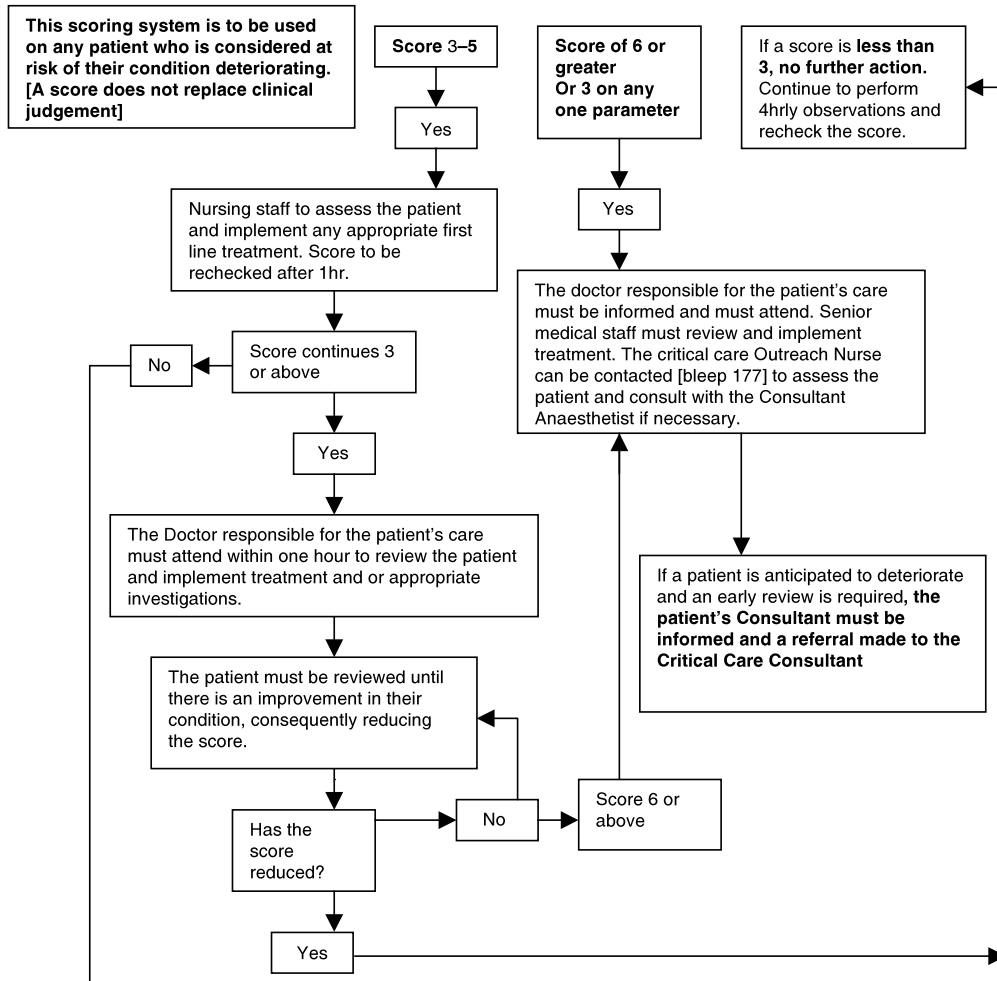 This scoring system is to be used
on any patient who is considered at
risk of their condition deteriorating.
[A score does not replace clinical
judgement]
Score 3–5
Score of 6 or
greater
Or 3 on any
one parameter
If a score is less than
3, no further action.
Continue to perform
4hrly observations and
recheck the score.
Yes
Yes
Nursing staff to assess the patient
and implement any appropriate first
line treatment. Score to be
rechecked after 1hr.
The doctor responsible for the patient’s care
must be informed and must attend. Senior
medical staff must review and implement
treatment. The critical care Outreach Nurse
can be contacted [bleep 177] to assess the
patient and consult with the Consultant
Anaesthetist if necessary.
No
Score continues 3
or above
Yes
The Doctor responsible for the patient’s care
must attend within one hour to review the patient
and implement treatment and or appropriate
investigations.
If a patient is anticipated to deteriorate
and an early review is required, the
patient’s Consultant must be
informed and a referral made to the
Critical Care Consultant
The patient must be reviewed until
there is an improvement in their
condition, consequently reducing
the score.
Has the
score
reduced?
No
Score 6 or
above
Yes